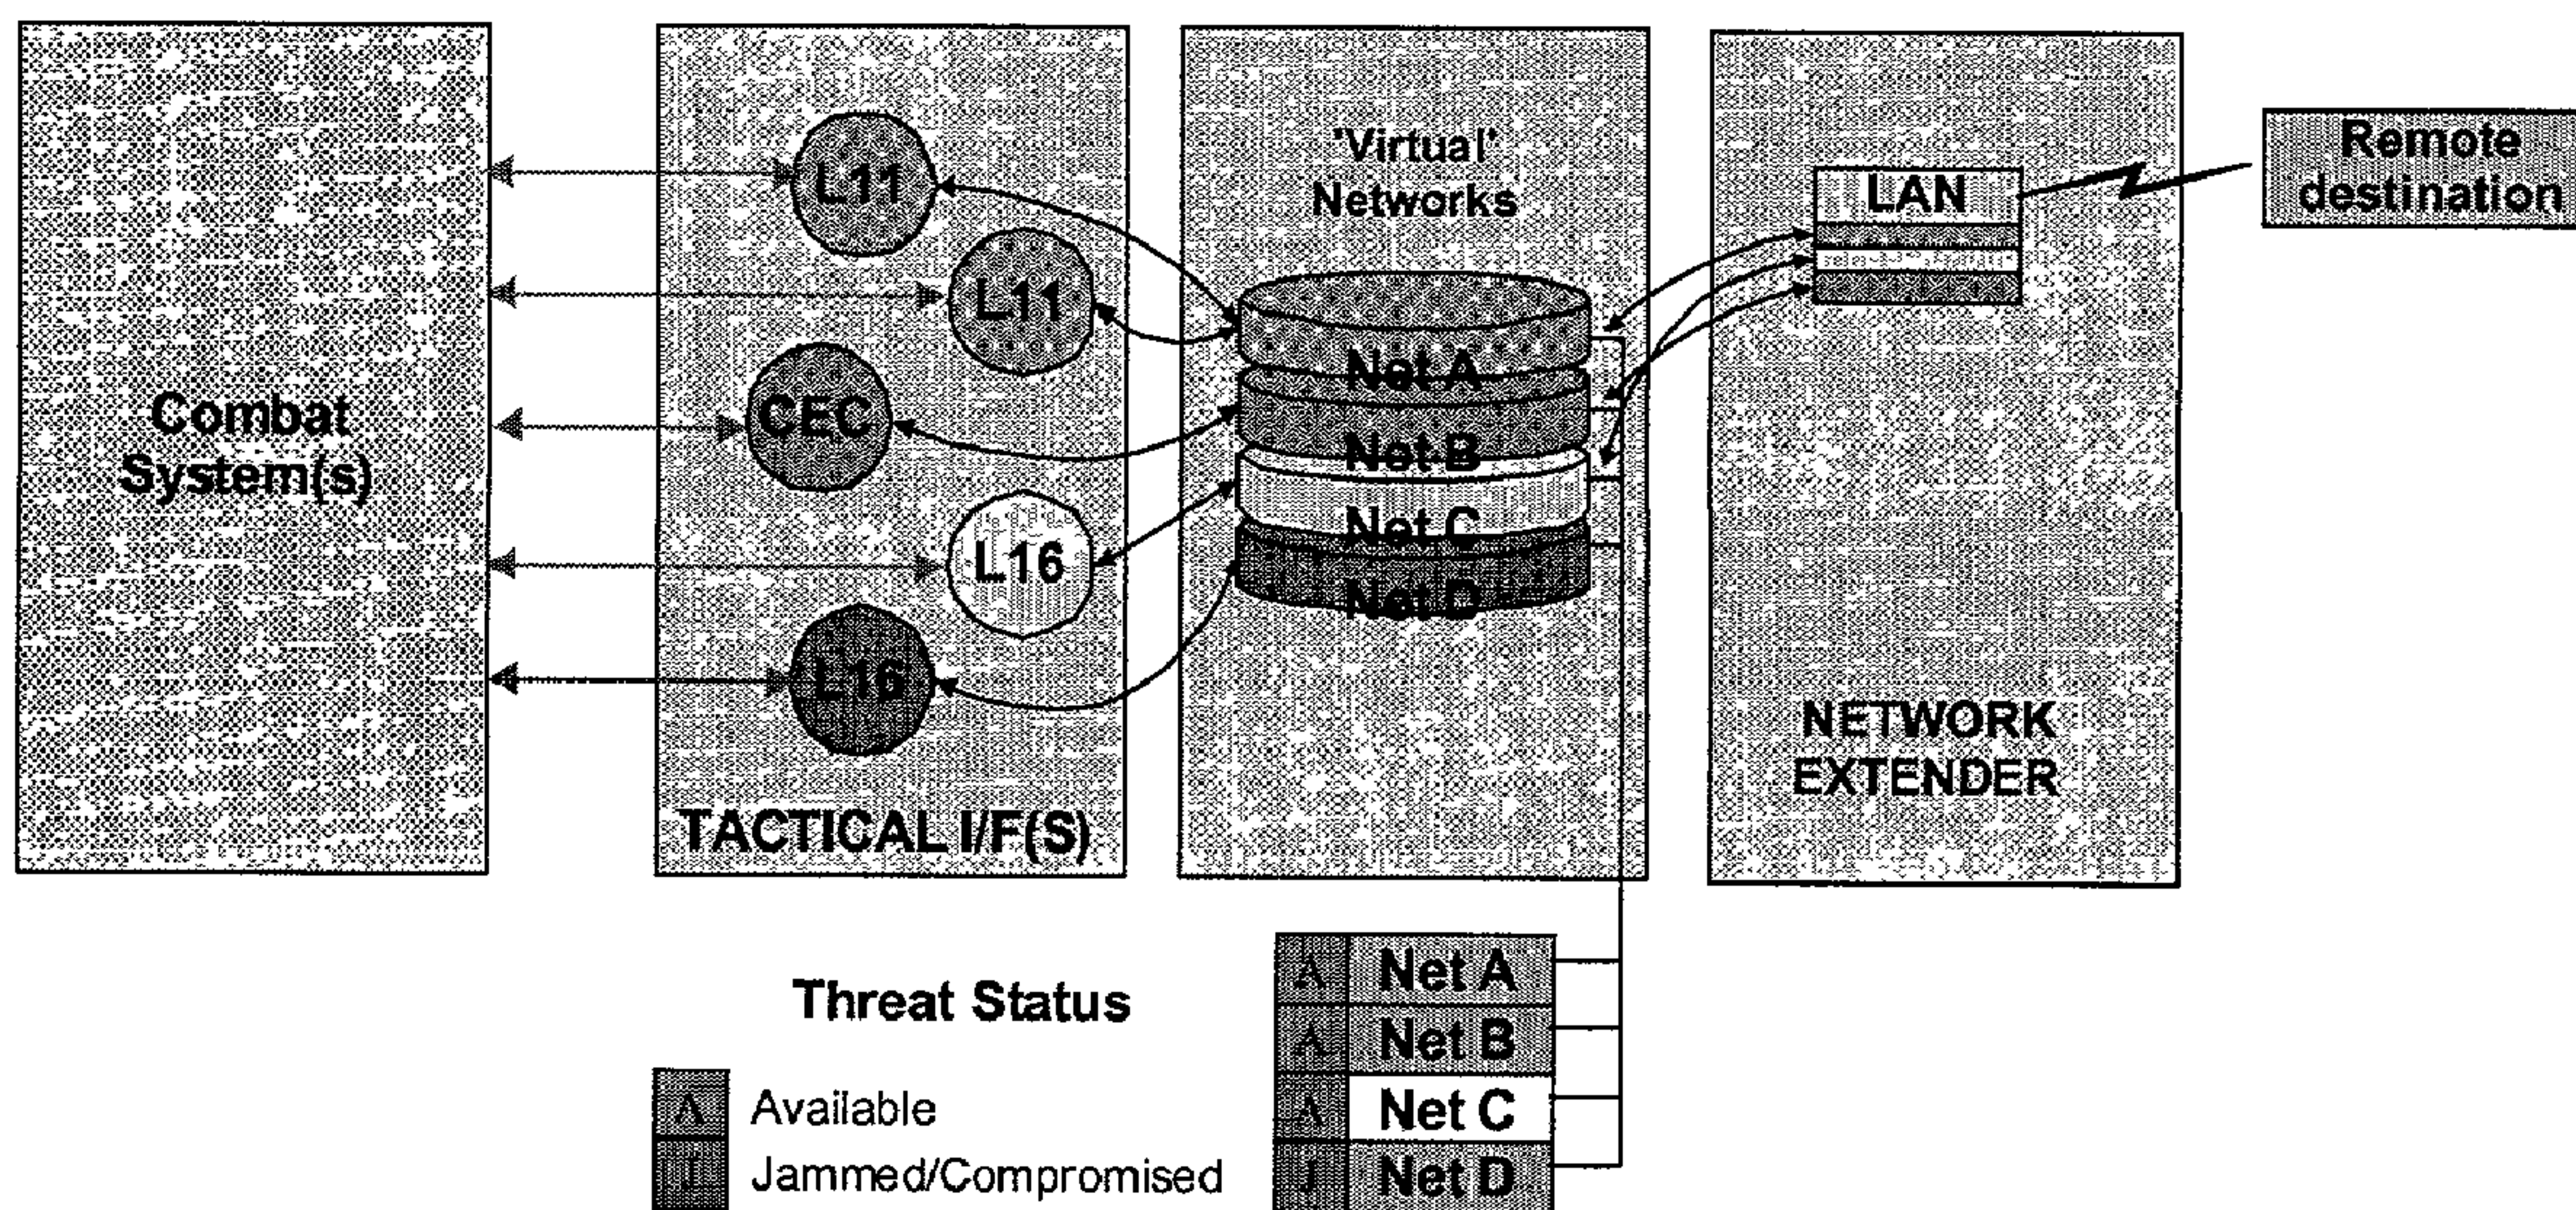 Combat
System(s)
L11
L11
CEC
L16
L16
TACTICAL I/F(S)
'Virtual'
Networks
Net A
Net B
Net C
Net D
LAN
NETWORK
EXTENDER
Remote
destination
Threat Status
A Available
J Jammed/Compromised
A Net A
A Net B
A Net C
J Net D